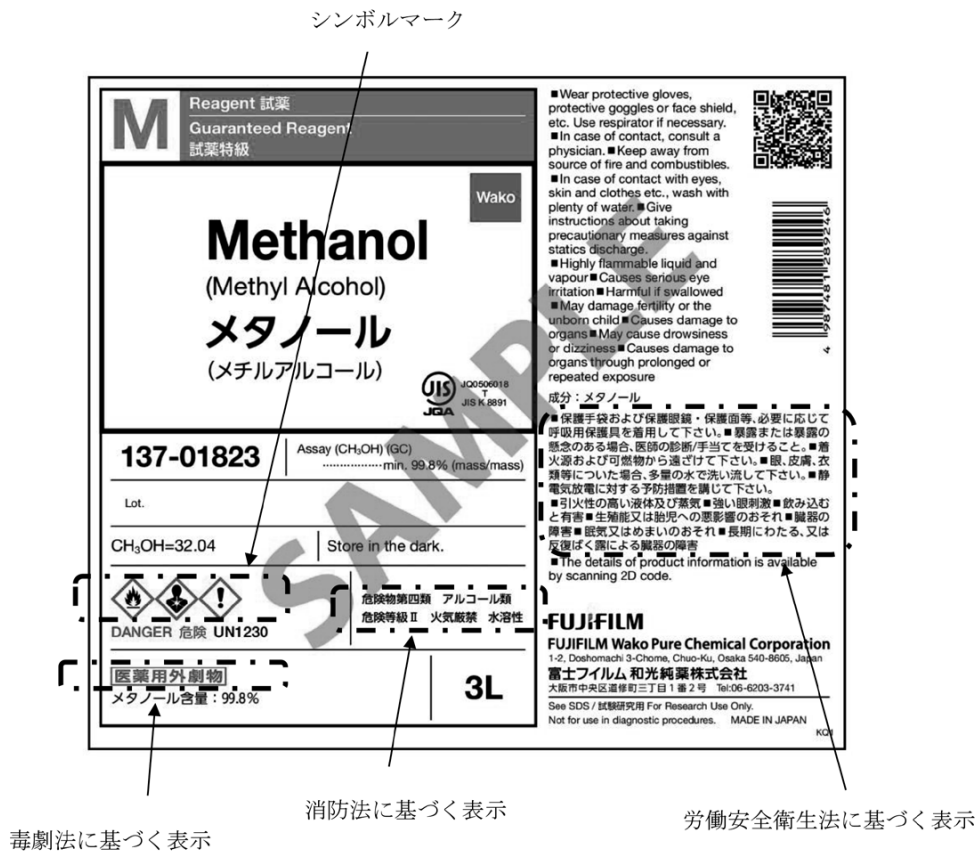 シンボルマーク
M
Reagent 試薬
Guaranteed Reagent
試薬特級
Wako
Methanol
(Methyl Alcohol)
メタノール
(メチルアルコール)
JIS
JQA
JQ0506018
T
JIS K 8891
137-01823
Assay (CH₃OH) (GC)
.................... min. 99.8% (mass/mass)
Lot.
CH₃OH=32.04
Store in the dark.
DANGER 危険 UN1230
危険物第四類 アルコール類
危険等級Ⅱ 火気厳禁 水溶性
医薬用外劇物
メタノール含量：99.8%
3L
■Wear protective gloves,
protective goggles or face shield,
etc. Use respirator if necessary.
■In case of contact, consult a
physician.■Keep away from
source of fire and combustibles.
■In case of contact with eyes,
skin and clothes etc., wash with
plenty of water.■Give
instructions about taking
precautionary measures against
statics discharge.
■Highly flammable liquid and
vapour■Causes serious eye
irritation■Harmful if swallowed
■May damage fertility or the
unborn child■Causes damage to
organs■May cause drowsiness
or dizziness■Causes damage to
organs through prolonged or
repeated exposure
4 987481 289246
成分：メタノール
■保護手袋および保護眼鏡・保護面等、必要に応じて
呼吸用保護具を着用して下さい。■暴露または暴露の
懸念のある場合、医師の診断/手当てを受けること。■着
火源および可燃物から遠ざけて下さい。■眼、皮膚、衣
類等についた場合、多量の水で洗い流して下さい。■静
電気放電に対する予防措置を講じて下さい。
■引火性の高い液体及び蒸気■強い眼刺激■飲み込む
と有害■生殖能又は胎児への悪影響のおそれ■臓器の
障害■眠気又はめまいのおそれ■長期にわたる、又は
反復ばく露による臓器の障害
■The details of product information is available
by scanning 2D code.
FUJIFILM
FUJIFILM Wako Pure Chemical Corporation
1-2, Doshomachi 3-Chome, Chuo-Ku, Osaka 540-8605, Japan
富士フイルム 和光純薬株式会社
大阪市中央区道修町三丁目1番2号 Tel:06-6203-3741
See SDS / 試験研究用 For Research Use Only.
Not for use in diagnostic procedures. MADE IN JAPAN
KQ1
SAMPLE
毒劇法に基づく表示
消防法に基づく表示
労働安全衛生法に基づく表示